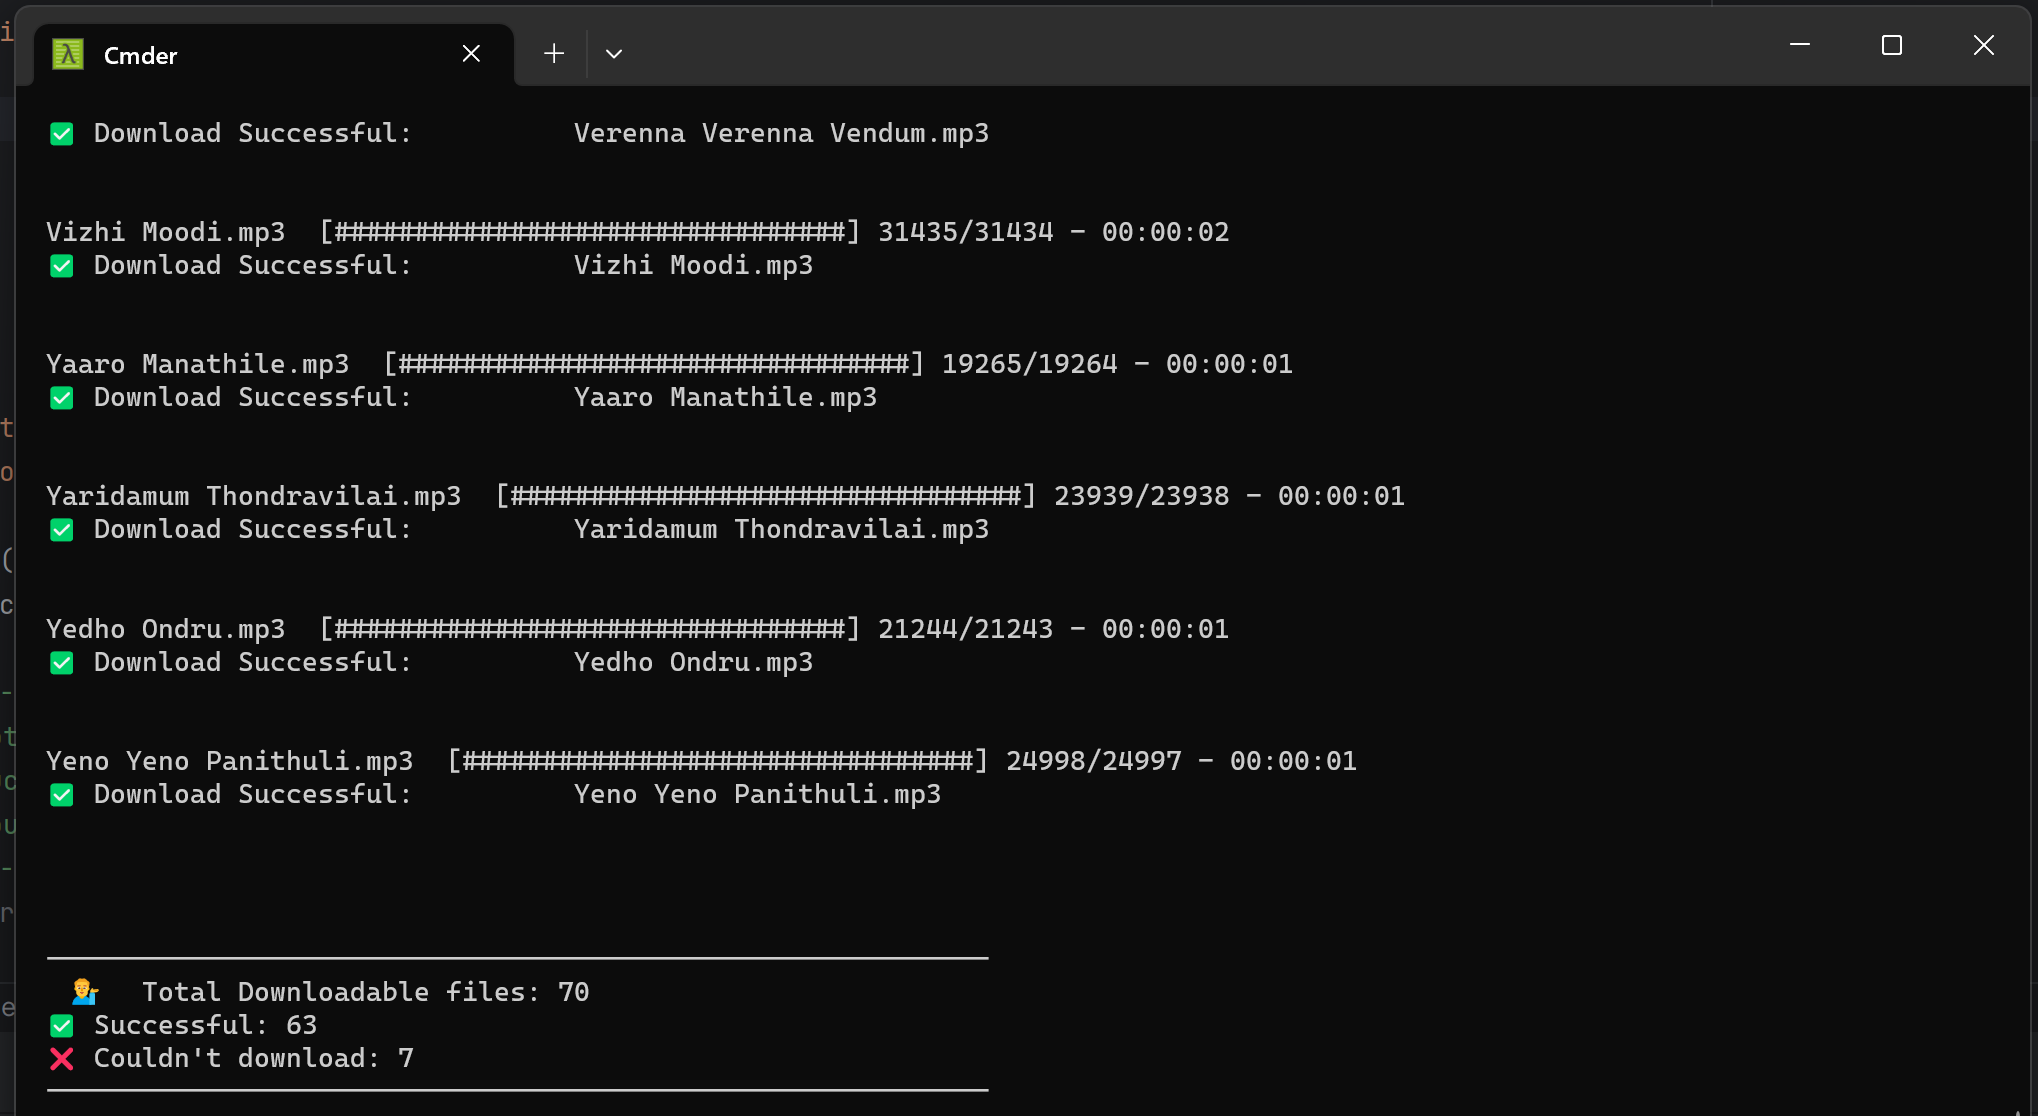 Cmder
✅ Download Successful:          Verenna Verenna Vendum.mp3
Vizhi Moodi.mp3  [################################] 31435/31434 - 00:00:02
✅ Download Successful:          Vizhi Moodi.mp3
Yaaro Manathile.mp3  [################################] 19265/19264 - 00:00:01
✅ Download Successful:          Yaaro Manathile.mp3
Yaridamum Thondravilai.mp3  [################################] 23939/23938 - 00:00:01
✅ Download Successful:          Yaridamum Thondravilai.mp3
Yedho Ondru.mp3  [################################] 21244/21243 - 00:00:01
✅ Download Successful:          Yedho Ondru.mp3
Yeno Yeno Panithuli.mp3  [################################] 24998/24997 - 00:00:01
✅ Download Successful:          Yeno Yeno Panithuli.mp3
💁‍♂️ Total Downloadable files: 70
✅ Successful: 63
❌ Couldn't download: 7